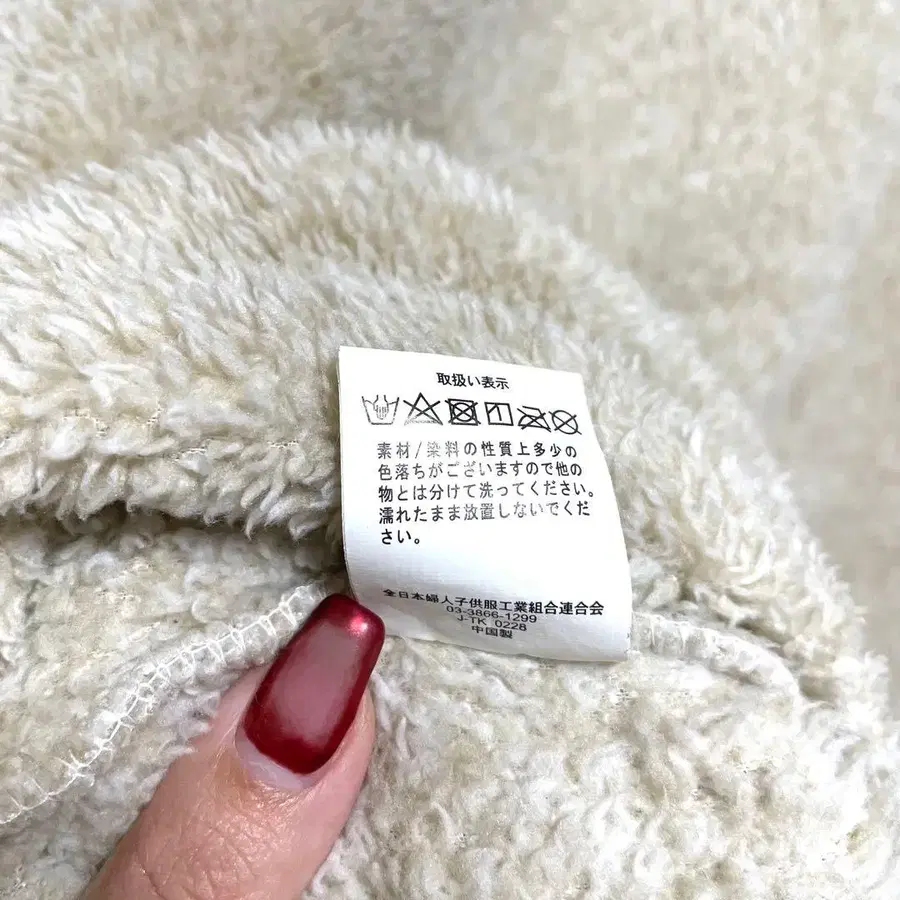 取扱い表示
素材/染料の性質上多少の
色落ちがございますので他の
物とは分けて洗ってください。
濡れたまま放置しないでくだ
さい。
全日本婦人子供服工業組合連合会
03-3866-1299
J-TK 0228
中国製